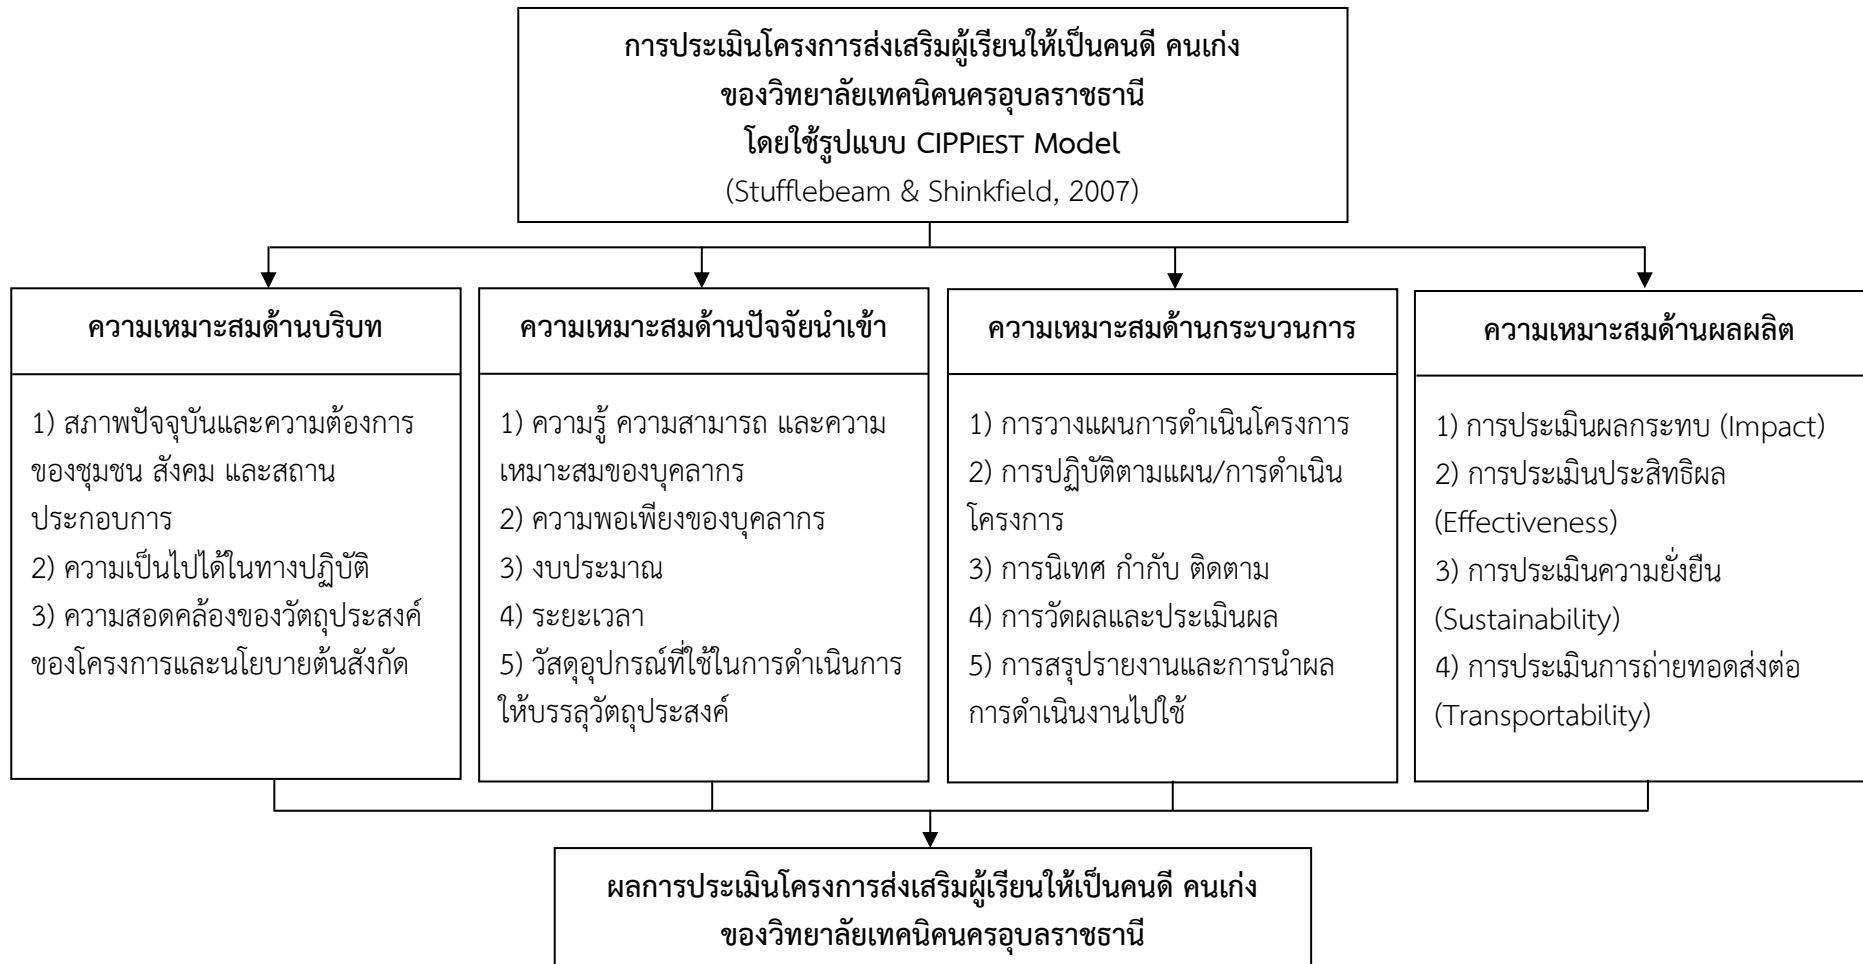 การประเมินโครงการส่งเสริมผู้เรียนให้เป็นคนดี คนเก่ง
ของวิทยาลัยเทคนิคนครอุบลราชธานี
โดยใช้รูปแบบ CIPPIEST Model
(Stufflebeam & Shinkfield, 2007)
ความเหมาะสมด้านบริบท
1) สภาพปัจจุบันและความต้องการ
ของชุมชน สังคม และสถาน
ประกอบการ
2) ความเป็นไปได้ในทางปฏิบัติ
3) ความสอดคล้องของวัตถุประสงค์
ของโครงการและนโยบายต้นสังกัด
ความเหมาะสมด้านปัจจัยนำเข้า
1) ความรู้ ความสามารถ และความ
เหมาะสมของบุคลากร
2) ความพอเพียงของบุคลากร
3) งบประมาณ
4) ระยะเวลา
5) วัสดุอุปกรณ์ที่ใช้ในการดำเนินการ
ให้บรรลุวัตถุประสงค์
ความเหมาะสมด้านกระบวนการ
1) การวางแผนการดำเนินโครงการ
2) การปฏิบัติตามแผน/การดำเนิน
โครงการ
3) การนิเทศ กำกับ ติดตาม
4) การวัดผลและประเมินผล
5) การสรุปรายงานและการนำผล
การดำเนินงานไปใช้
ความเหมาะสมด้านผลผลิต
1) การประเมินผลกระทบ (Impact)
2) การประเมินประสิทธิผล
(Effectiveness)
3) การประเมินความยั่งยืน
(Sustainability)
4) การประเมินการถ่ายทอดส่งต่อ
(Transportability)
ผลการประเมินโครงการส่งเสริมผู้เรียนให้เป็นคนดี คนเก่ง
ของวิทยาลัยเทคนิคนครอุบลราชธานี